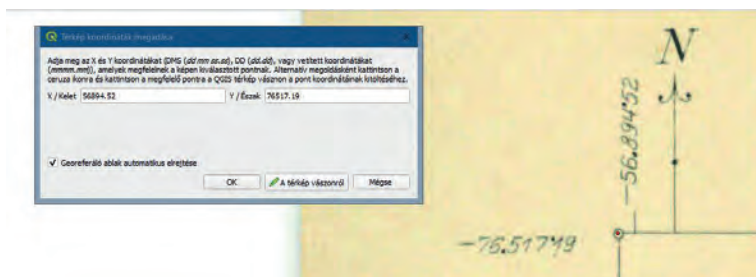 Térkép koordináták megadása
Adja meg az X és Y koordinátákat (DMS (dd mm ss.ss), DD (dd.dd), vagy vetített koordinátákat
(mmmm.mm)), amelyek megfelelnek a képen kiválasztott pontnak. Alternatív megoldásként kattintson a
ceruza ikonra és kattintson a megfelelő pontra a QGIS térkép vásznon a pont koordinátáinak kitöltéséhez.
X / Kelet 56894.52 Y / Észak 76517.19
Georeferáló ablak automatikus elrejtése
OK A térkép vászonról Mégse
N
-56.894'52
-76.517'19